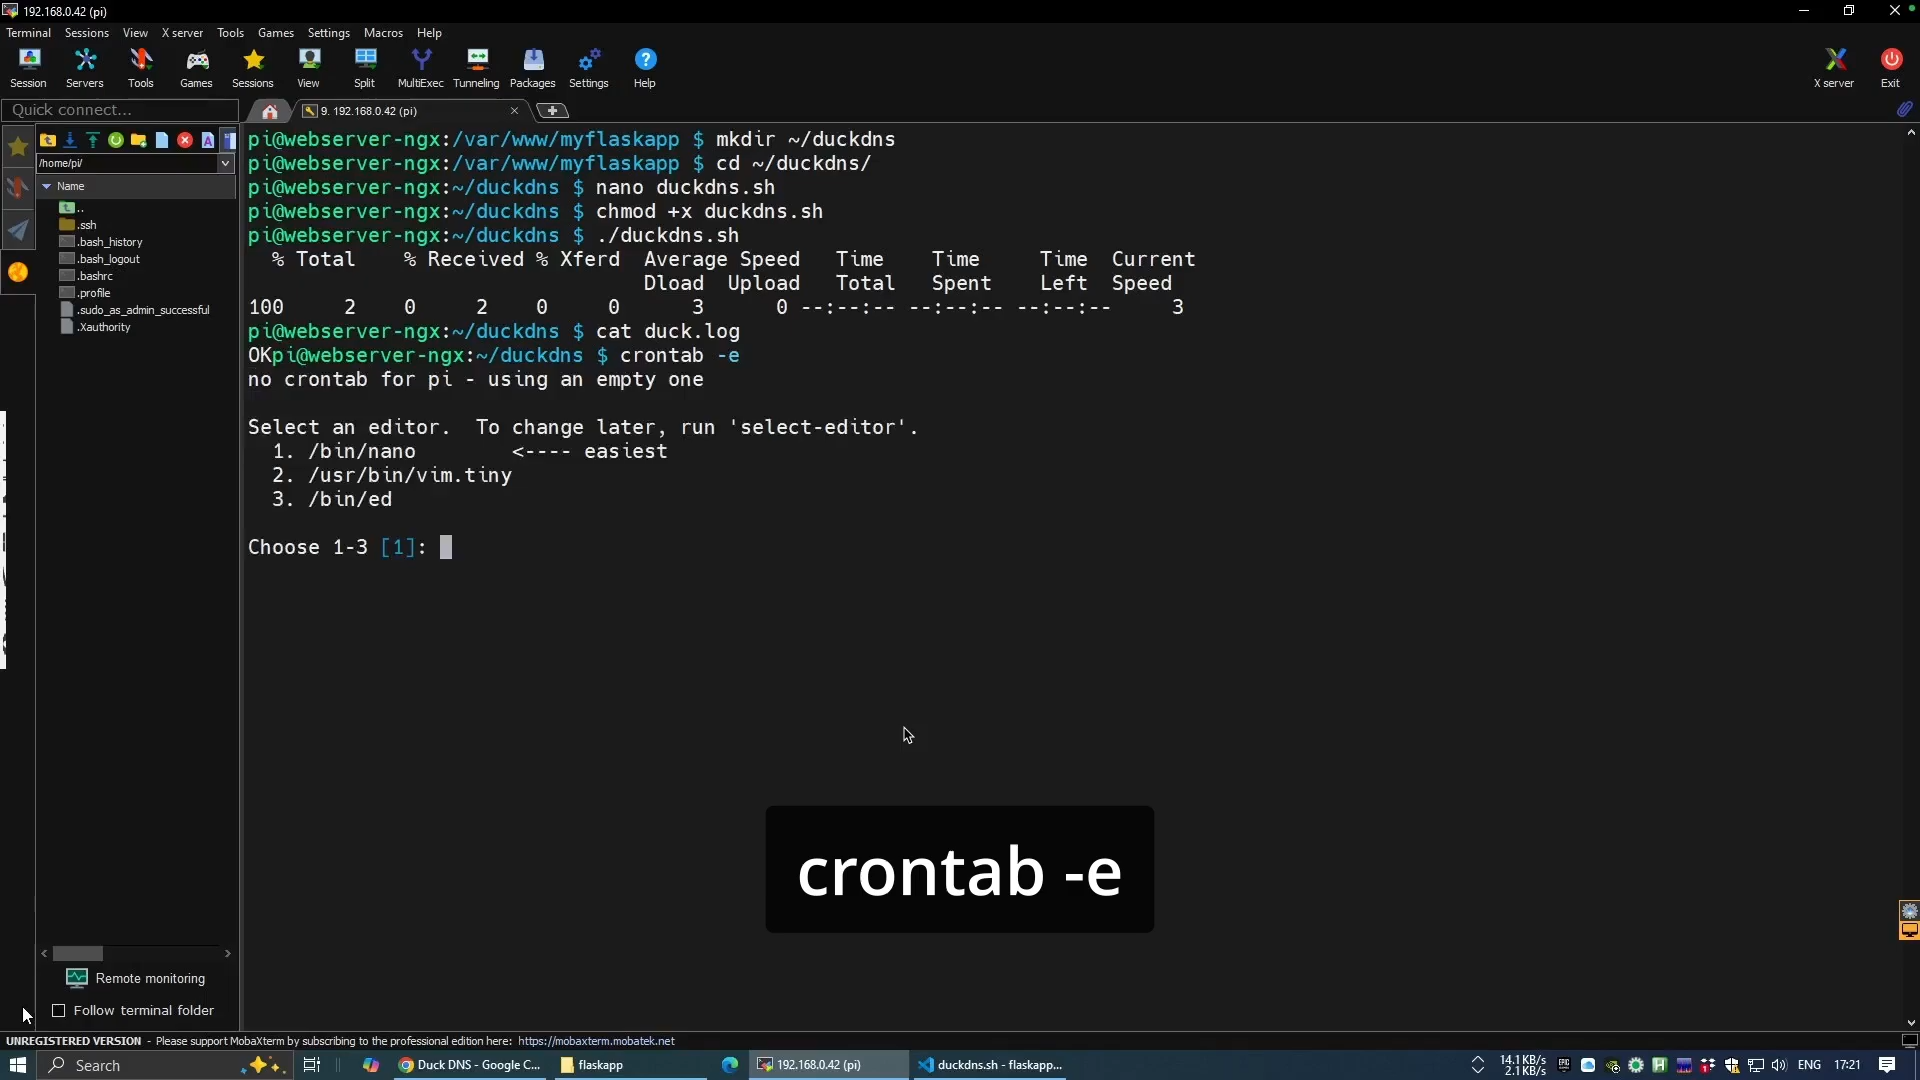 192.168.0.42 (pi)
Terminal Sessions View X server Tools Games Settings Macros Help
Session Servers Tools Games Sessions View Split MultiExec Tunneling Packages Settings Help X server Exit
Quick connect...
9. 192.168.0.42 (pi)
/home/pi/
Name
..
.ssh
.bash_history
.bash_logout
.bashrc
.profile
.sudo_as_admin_successful
.Xauthority
pi@webserver-ngx:/var/www/myflaskapp $ mkdir ~/duckdns
pi@webserver-ngx:/var/www/myflaskapp $ cd ~/duckdns/
pi@webserver-ngx:~/duckdns $ nano duckdns.sh
pi@webserver-ngx:~/duckdns $ chmod +x duckdns.sh
pi@webserver-ngx:~/duckdns $ ./duckdns.sh
% Total % Received % Xferd Average Speed Time Time Time Current
Dload Upload Total Spent Left Speed
100 2 0 2 0 0 3 0 --:--:-- --:--:-- --:--:-- 3
pi@webserver-ngx:~/duckdns $ cat duck.log
OKpi@webserver-ngx:~/duckdns $ crontab -e
no crontab for pi - using an empty one
Select an editor. To change later, run 'select-editor'.
1. /bin/nano <---- easiest
2. /usr/bin/vim.tiny
3. /bin/ed
Choose 1-3 [1]:
crontab -e
Remote monitoring
Follow terminal folder
UNREGISTERED VERSION - Please support MobaXterm by subscribing to the professional edition here: https://mobaxterm.mobatek.net
Search
Duck DNS - Google C...
flaskapp
192.168.0.42 (pi)
duckdns.sh - flaskapp...
14.1 KB/s
2.1 KB/s
ENG
17:21